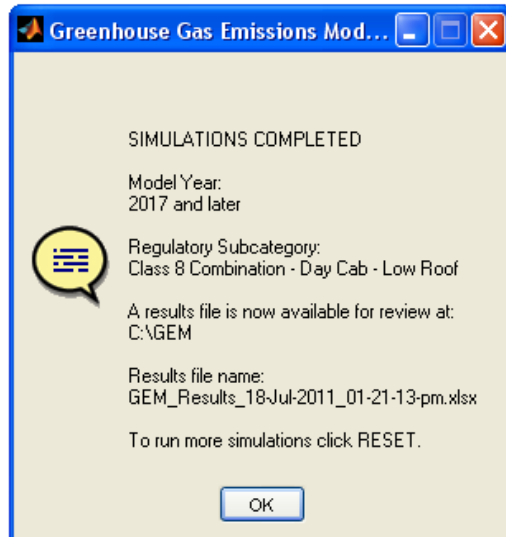 Greenhouse Gas Emissions Mod...
SIMULATIONS COMPLETED
Model Year:
2017 and later
Regulatory Subcategory:
Class 8 Combination - Day Cab - Low Roof
A results file is now available for review at:
C:\GEM
Results file name:
GEM_Results_18-Jul-2011_01-21-13-pm.xlsx
To run more simulations click RESET.
OK